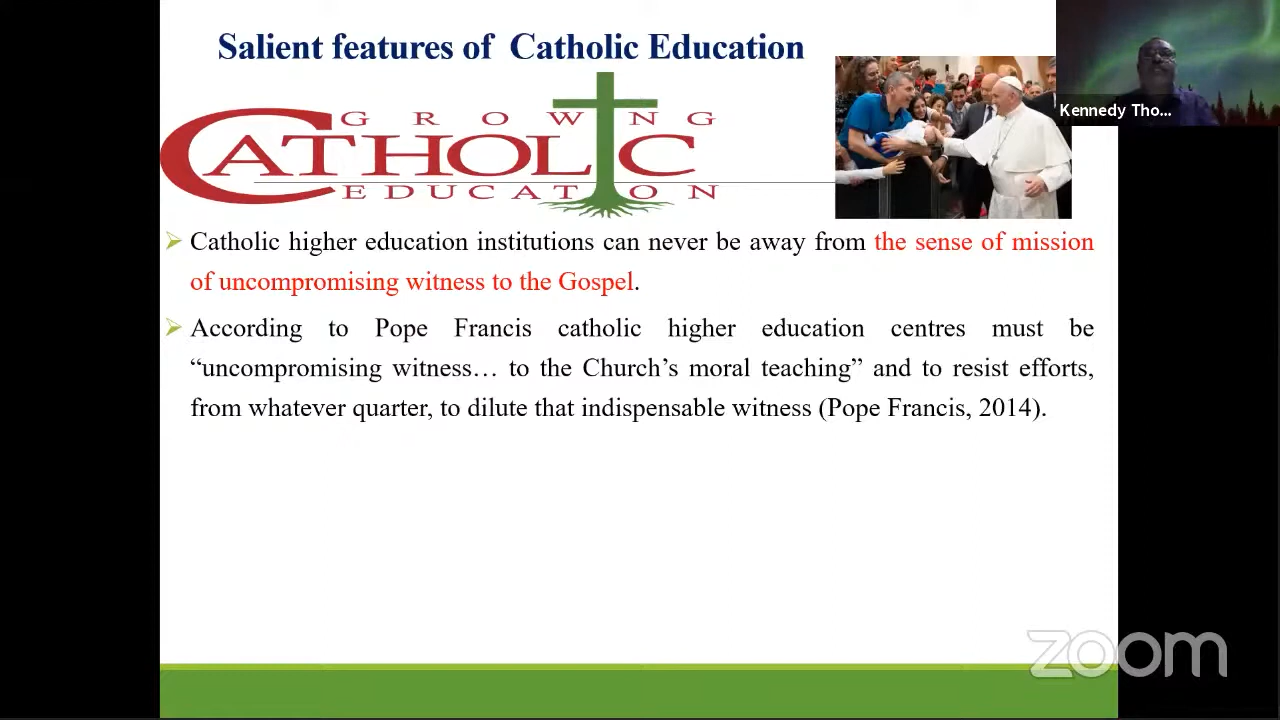 Salient features of Catholic Education
Kennedy Tho...
GROWING
CATHOLIC
EDUCATION
Catholic higher education institutions can never be away from the sense of mission
of uncompromising witness to the Gospel.
According to Pope Francis catholic higher education centres must be
“uncompromising witness… to the Church’s moral teaching” and to resist efforts,
from whatever quarter, to dilute that indispensable witness (Pope Francis, 2014).
zoom